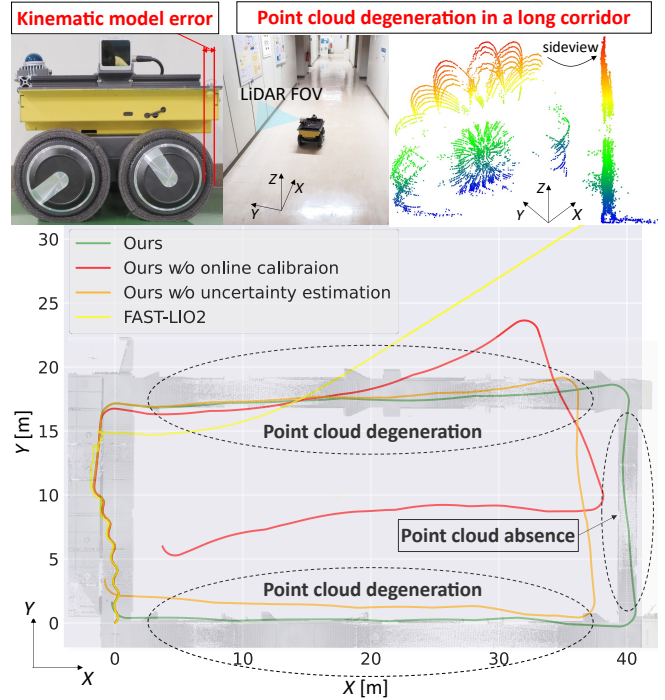 Kinematic model error
Point cloud degeneration in a long corridor
LiDAR FOV
Z
X
Y
sideview
Z
Y
X
Ours
Ours w/o online calibraion
Ours w/o uncertainty estimation
FAST-LIO2
Point cloud degeneration
Point cloud absence
Point cloud degeneration
30
25
20
15
10
5
0
Y [m]
Y
X
0
10
20
30
40
X [m]